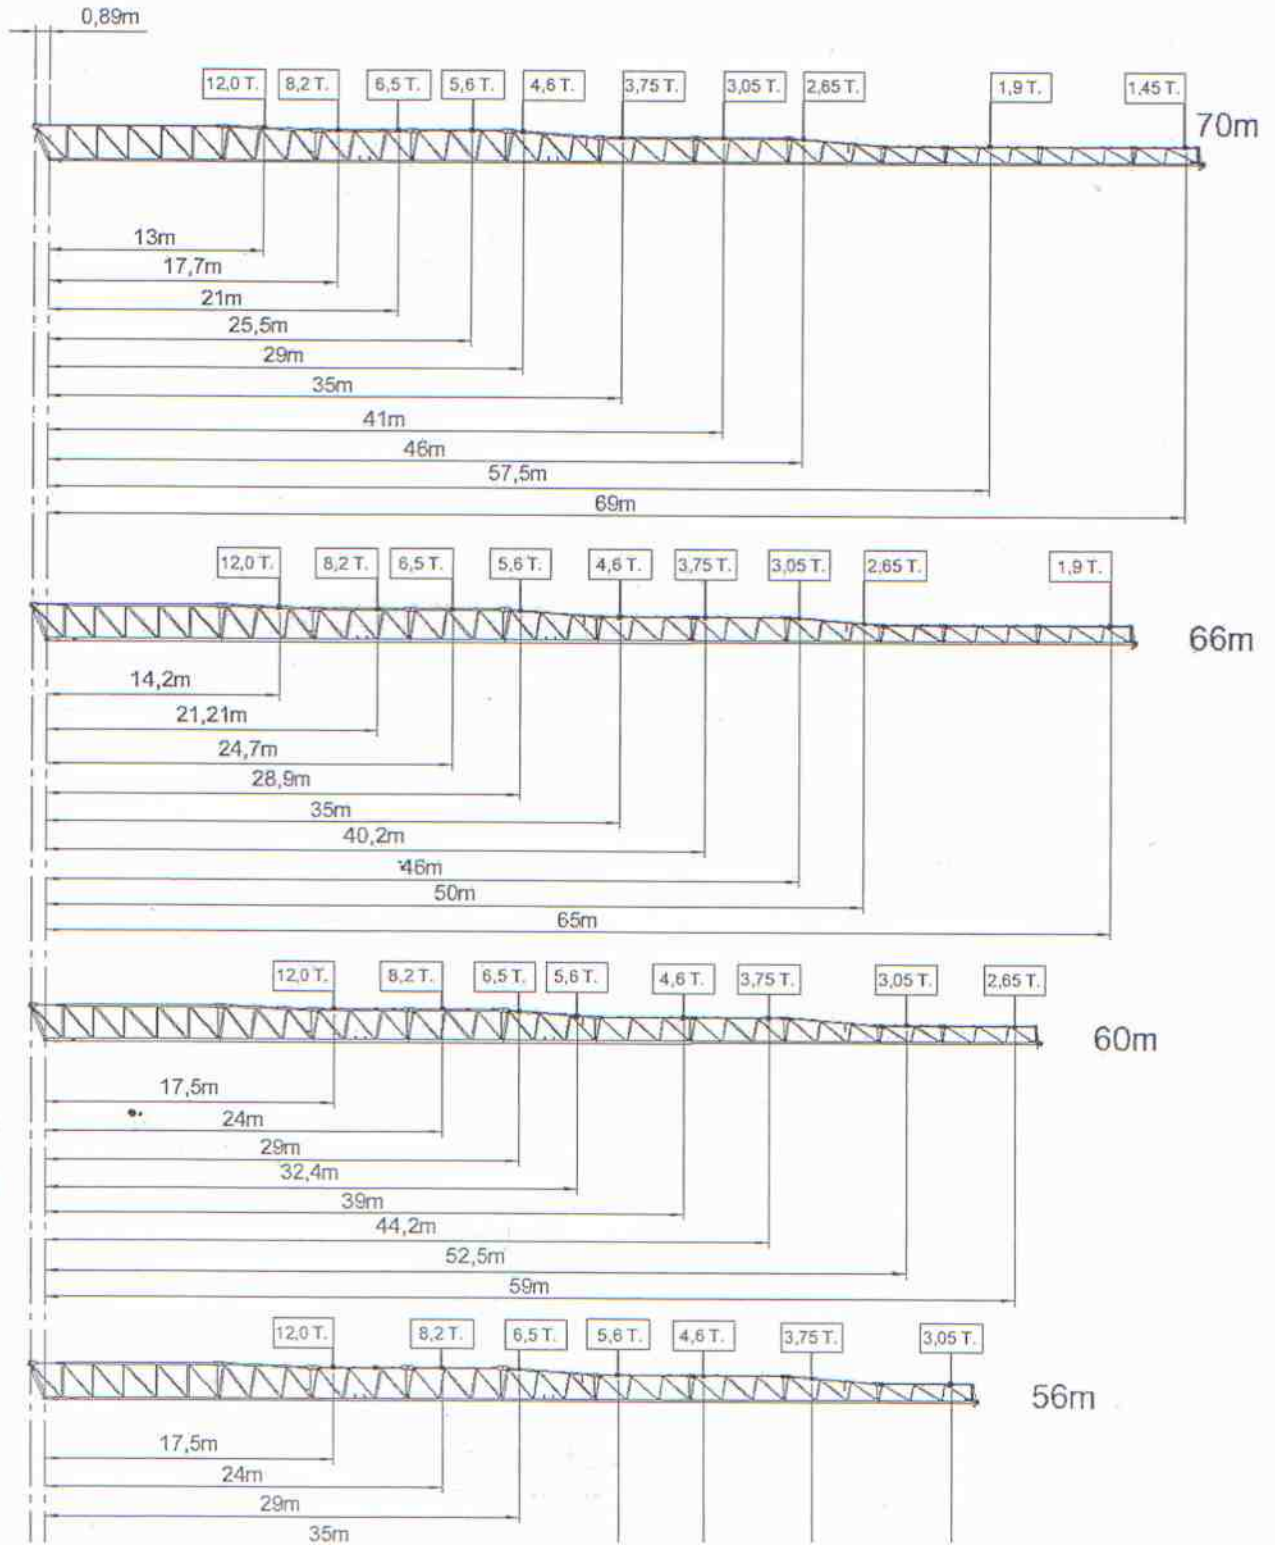 0,89m
12,0 T. 8,2 T. 6,5 T. 5,6 T. 4,6 T. 3,75 T. 3,05 T. 2,65 T. 1,9 T. 1,45 T.
70m
13m
17,7m
21m
25,5m
29m
35m
41m
46m
57,5m
69m
12,0 T. 8,2 T. 6,5 T. 5,6 T. 4,6 T. 3,75 T. 3,05 T. 2,65 T. 1,9 T.
66m
14,2m
21,21m
24,7m
28,9m
35m
40,2m
46m
50m
65m
12,0 T. 8,2 T. 6,5 T. 5,6 T. 4,6 T. 3,75 T. 3,05 T. 2,65 T.
60m
17,5m
24m
29m
32,4m
39m
44,2m
52,5m
59m
12,0 T. 8,2 T. 6,5 T. 5,6 T. 4,6 T. 3,75 T. 3,05 T.
56m
17,5m
24m
29m
35m